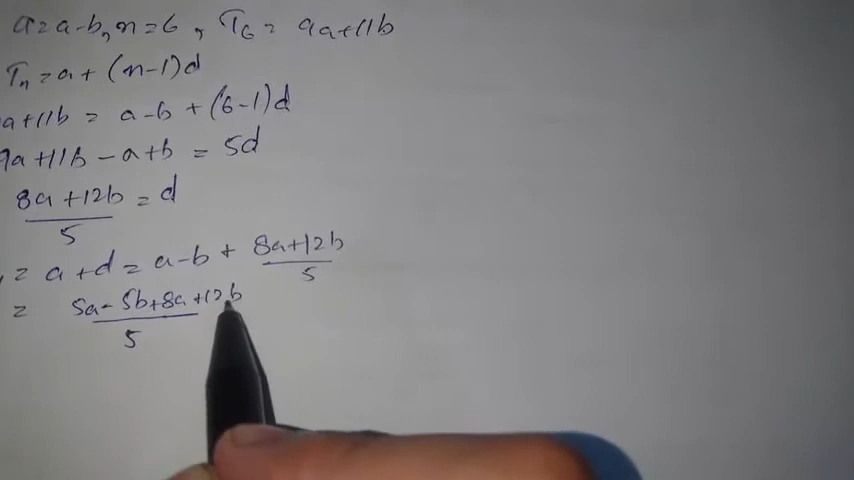 a = a-b, n = 6, T6 = 9a+11b
Tn = a + (n-1)d
a+11b = a-b + (6-1)d
9a+11b - a+b = 5d
8a+12b / 5 = d
= a+d = a-b + 8a+12b / 5
= 5a-5b+8a+12b / 5